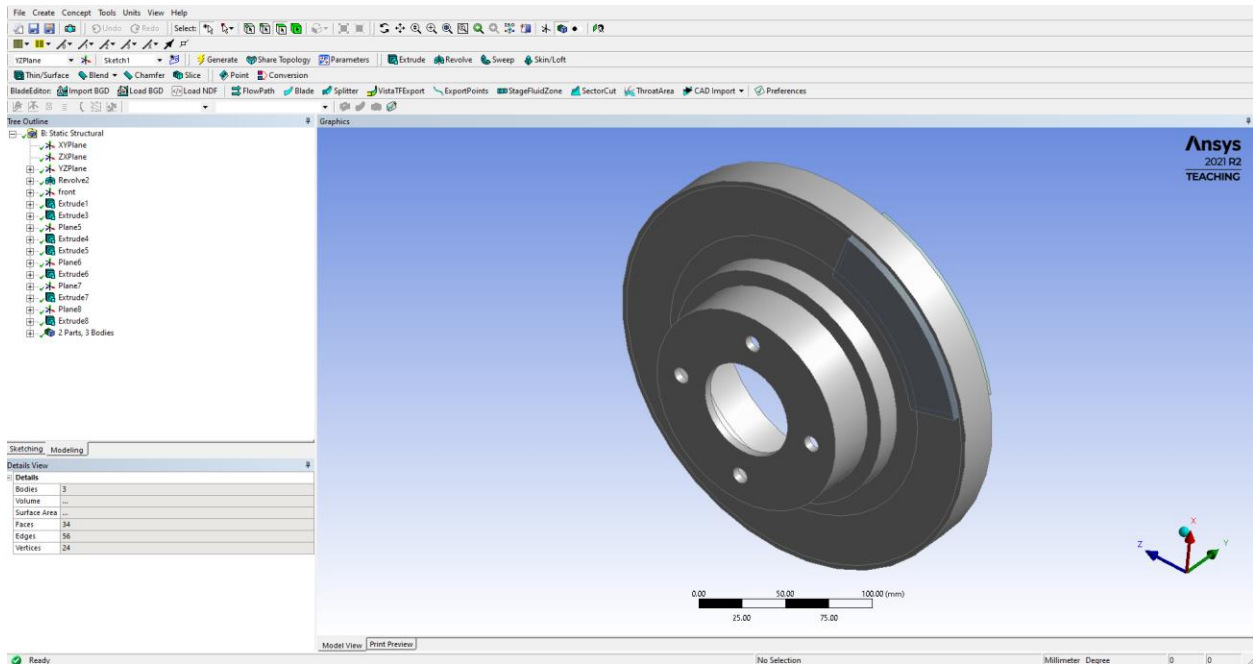 File Create Concept Tools Units View Help
Undo Redo Select:
YZPlane Sketch1 Generate Share Topology Parameters Extrude Revolve Sweep Skin/Loft
Thin/Surface Blend Chamfer Slice Point Conversion
BladeEditor: Import BGD Load BGD Load NDF FlowPath Blade Splitter VistaTFExport ExportPoints StageFluidZone SectorCut ThroatArea CAD Import Preferences
Tree Outline
B: Static Structural
XYPlane
ZXPlane
YZPlane
Revolve2
front
Extrude1
Extrude3
Plane5
Extrude4
Extrude5
Plane6
Extrude6
Plane7
Extrude7
Plane8
Extrude8
2 Parts, 3 Bodies
Sketching Modeling
Details View
Details
Bodies 3
Volume ...
Surface Area ...
Faces 34
Edges 56
Vertices 24
Graphics
Ansys
2021 R2
TEACHING
X
Y
Z
0.00 50.00 100.00 (mm)
25.00 75.00
Model View Print Preview
Ready No Selection Millimeter Degree 0 0